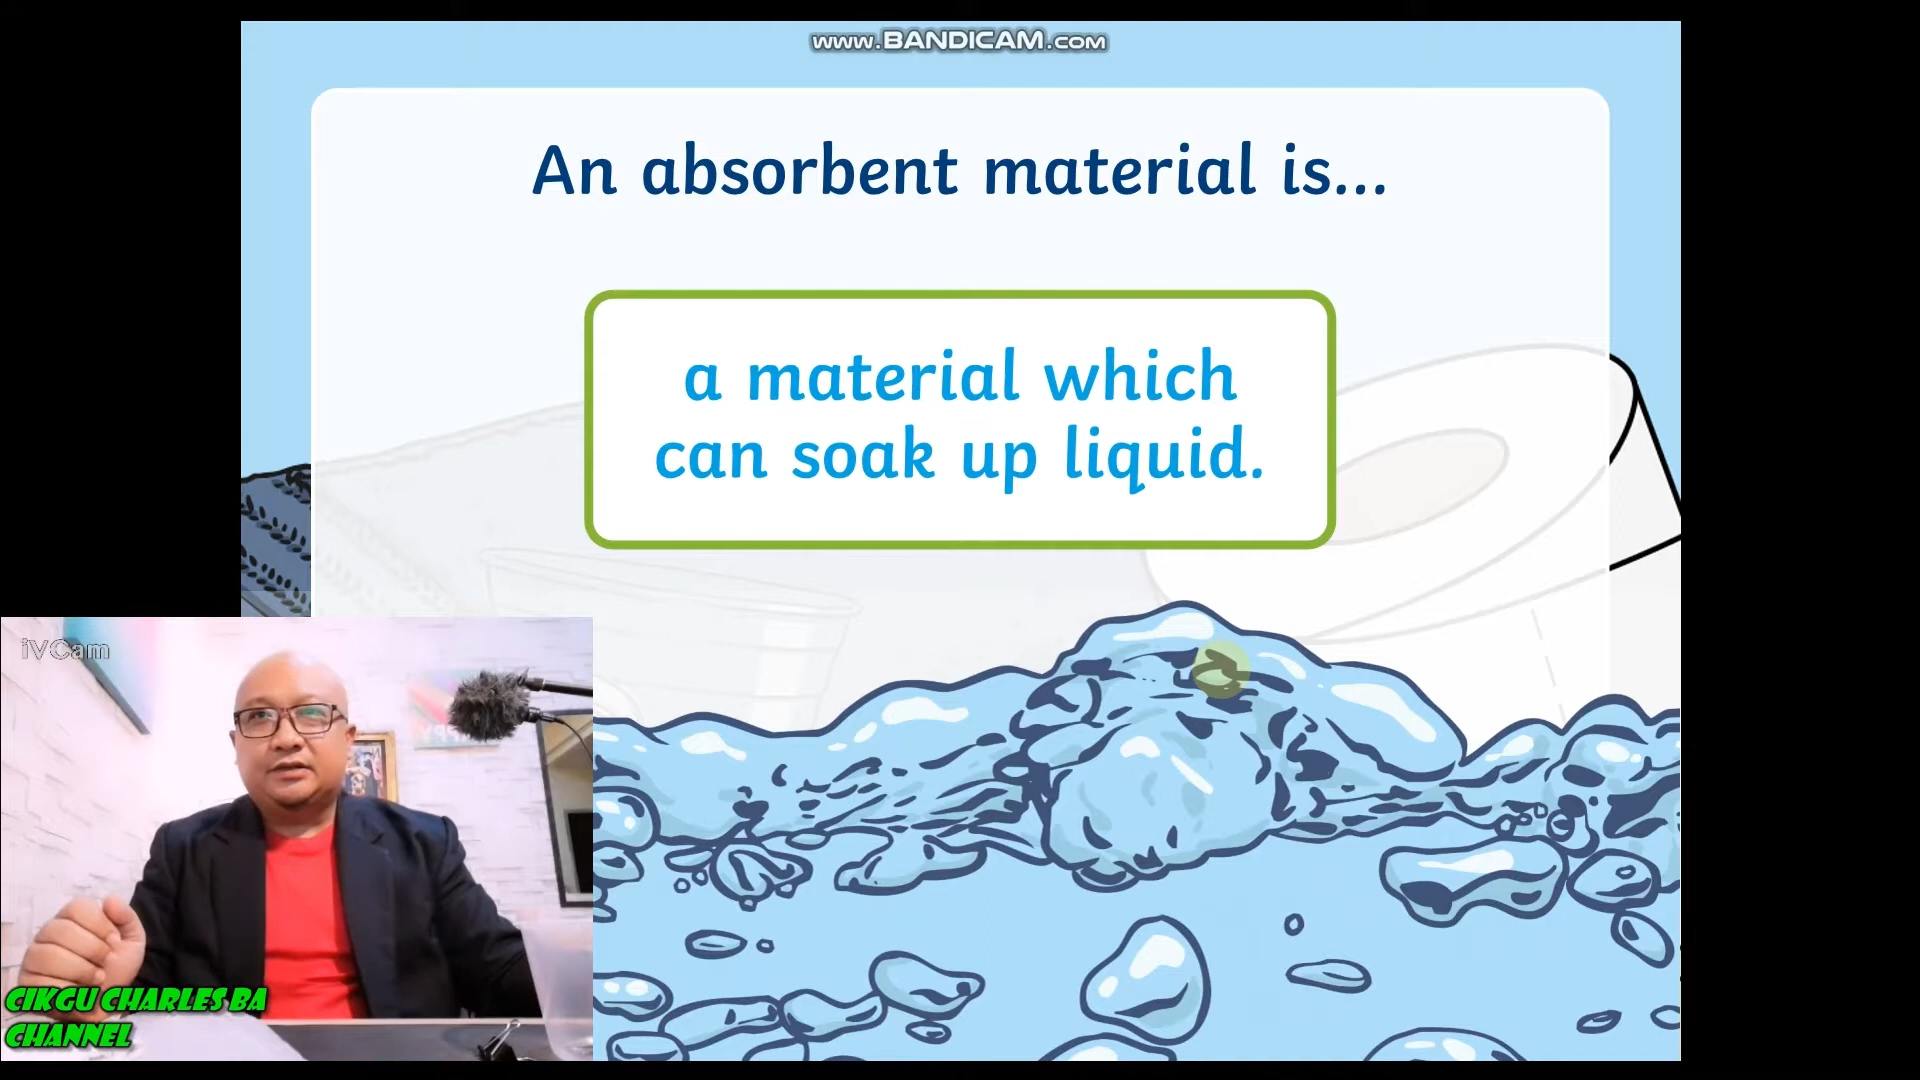 www.BANDICAM.com
An absorbent material is...
a material which
can soak up liquid.
iVCam
CIKGU CHARLES BA
CHANNEL